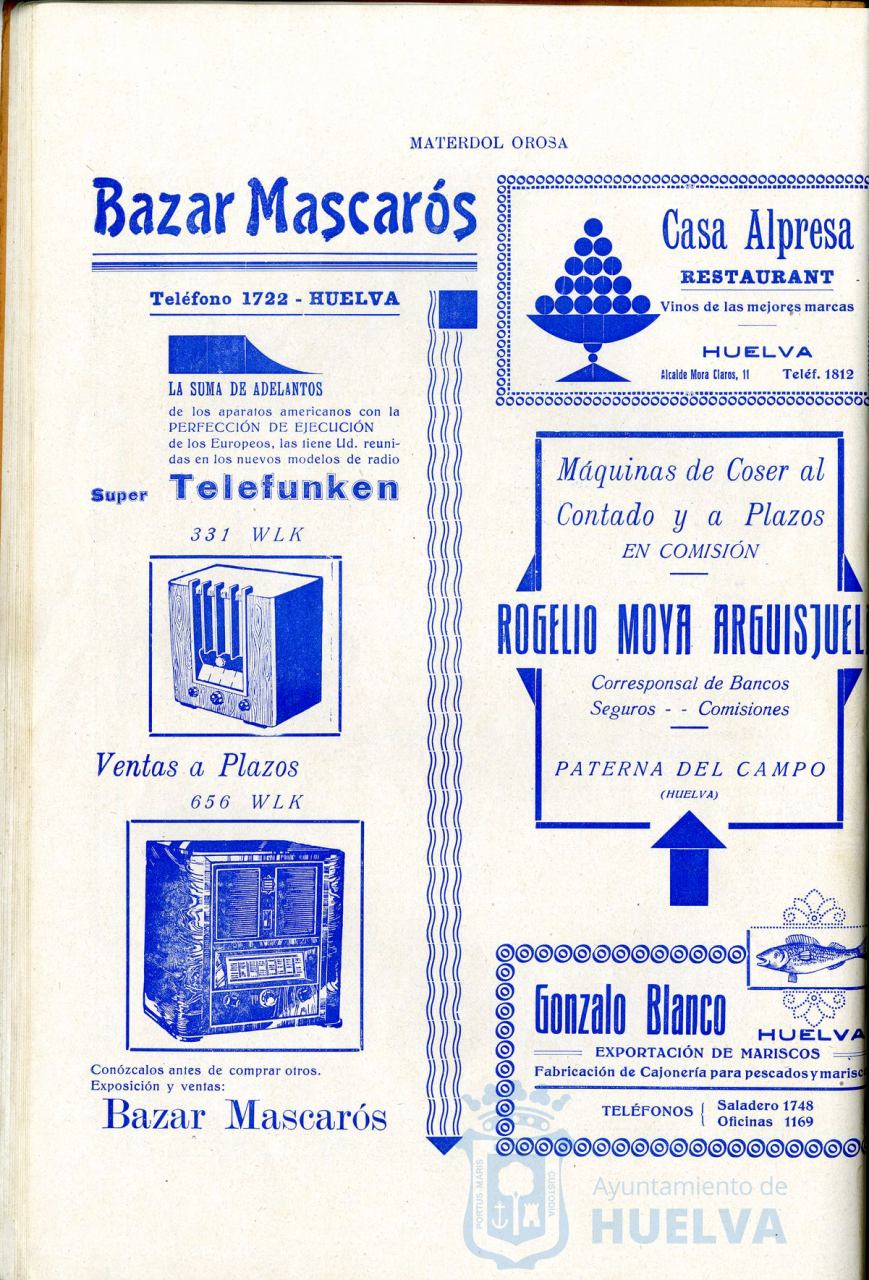 MATERDOL OROSA
Bazar Mascarós
Teléfono 1722 - HUELVA
LA SUMA DE ADELANTOS
de los aparatos americanos con la
PERFECCIÓN DE EJECUCIÓN
de los Europeos, las tiene Ud. reuni-
das en los nuevos modelos de radio
Super Telefunken
331 WLK
Ventas a Plazos
656 WLK
Conózcalos antes de comprar otros.
Exposición y ventas:
Bazar Mascarós
Casa Alpresa
RESTAURANT
Vinos de las mejores marcas
HUELVA
Alcalde Mora Claros, 11 Teléf. 1812
Máquinas de Coser al
Contado y a Plazos
EN COMISIÓN
ROGELIO MOYA ARGUISJUEL
Corresponsal de Bancos
Seguros - - Comisiones
PATERNA DEL CAMPO
(HUELVA)
Gonzalo Blanco
HUELVA
EXPORTACIÓN DE MARISCOS
Fabricación de Cajonería para pescados y marisc
TELÉFONOS { Saladero 1748
Oficinas 1169
PORTUS MARIS
CUSTODIA
Ayuntamiento de
HUELVA